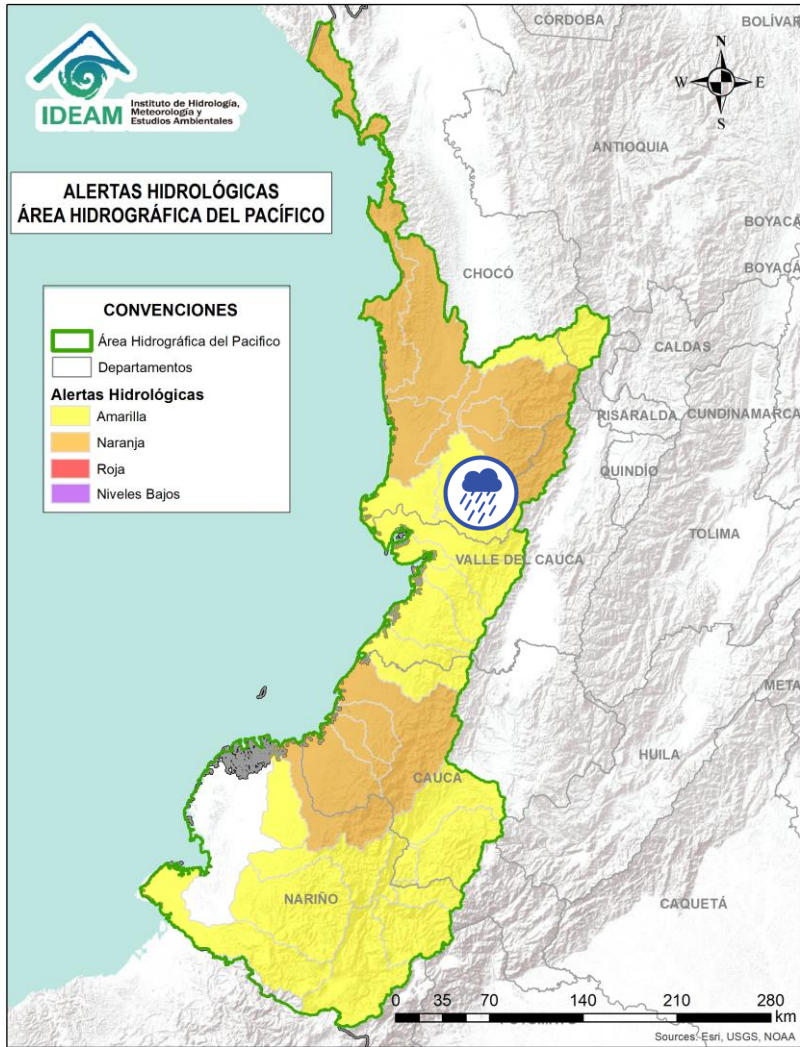 CÓRDOBA
BOLÍVAR
N
W E
S
IDEAM
Instituto de Hidrología,
Meteorología y
Estudios Ambientales
ANTIOQUIA
ALERTAS HIDROLÓGICAS
ÁREA HIDROGRÁFICA DEL PACÍFICO
BOYACÁ
BOYACÁ
CHOCÓ
CONVENCIONES
Área Hidrográfica del Pacifico
Departamentos
Alertas Hidrológicas
Amarilla
Naranja
Roja
Niveles Bajos
CALDAS
RISARALDA
CUNDINAMARCA
QUINDÍO
TOLIMA
VALLE DEL CAUCA
META
HUILA
CAUCA
NARIÑO
CAQUETÁ
0 35 70 140 210 280
km
Sources: Esri, USGS, NOAA